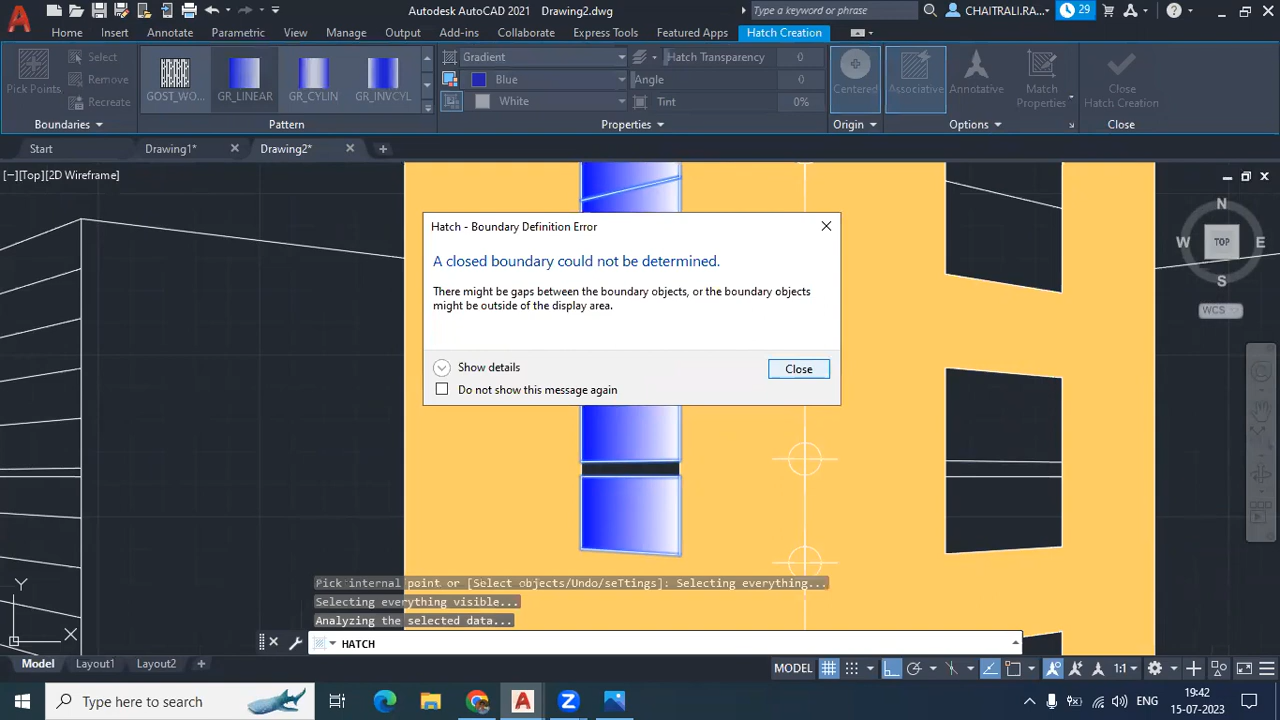 Autodesk AutoCAD 2021 Drawing2.dwg
Type a keyword or phrase
CHAITRALI.RA...
29
Home Insert Annotate Parametric View Manage Output Add-ins Collaborate Express Tools Featured Apps Hatch Creation
Pick Points
Select
Remove
Recreate
Boundaries
GOST_WO... GR_LINEAR GR_CYLIN GR_INVCYL
Pattern
Gradient
Blue
White
Hatch Transparency 0
Angle 0
Tint 0%
Properties
Centered
Origin
Associative
Annotative
Match
Properties
Options
Close
Hatch Creation
Close
Start Drawing1* Drawing2*
[−][Top][2D Wireframe]
N
W TOP E
S
WCS
Hatch - Boundary Definition Error
A closed boundary could not be determined.
There might be gaps between the boundary objects, or the boundary objects
might be outside of the display area.
Show details
Close
Do not show this message again
Pick internal point or [Select objects/Undo/seTtings]: Selecting everything...
Selecting everything visible...
Analyzing the selected data...
Y
X
HATCH
Model Layout1 Layout2
MODEL
1:1
Type here to search
ENG
19:42
15-07-2023